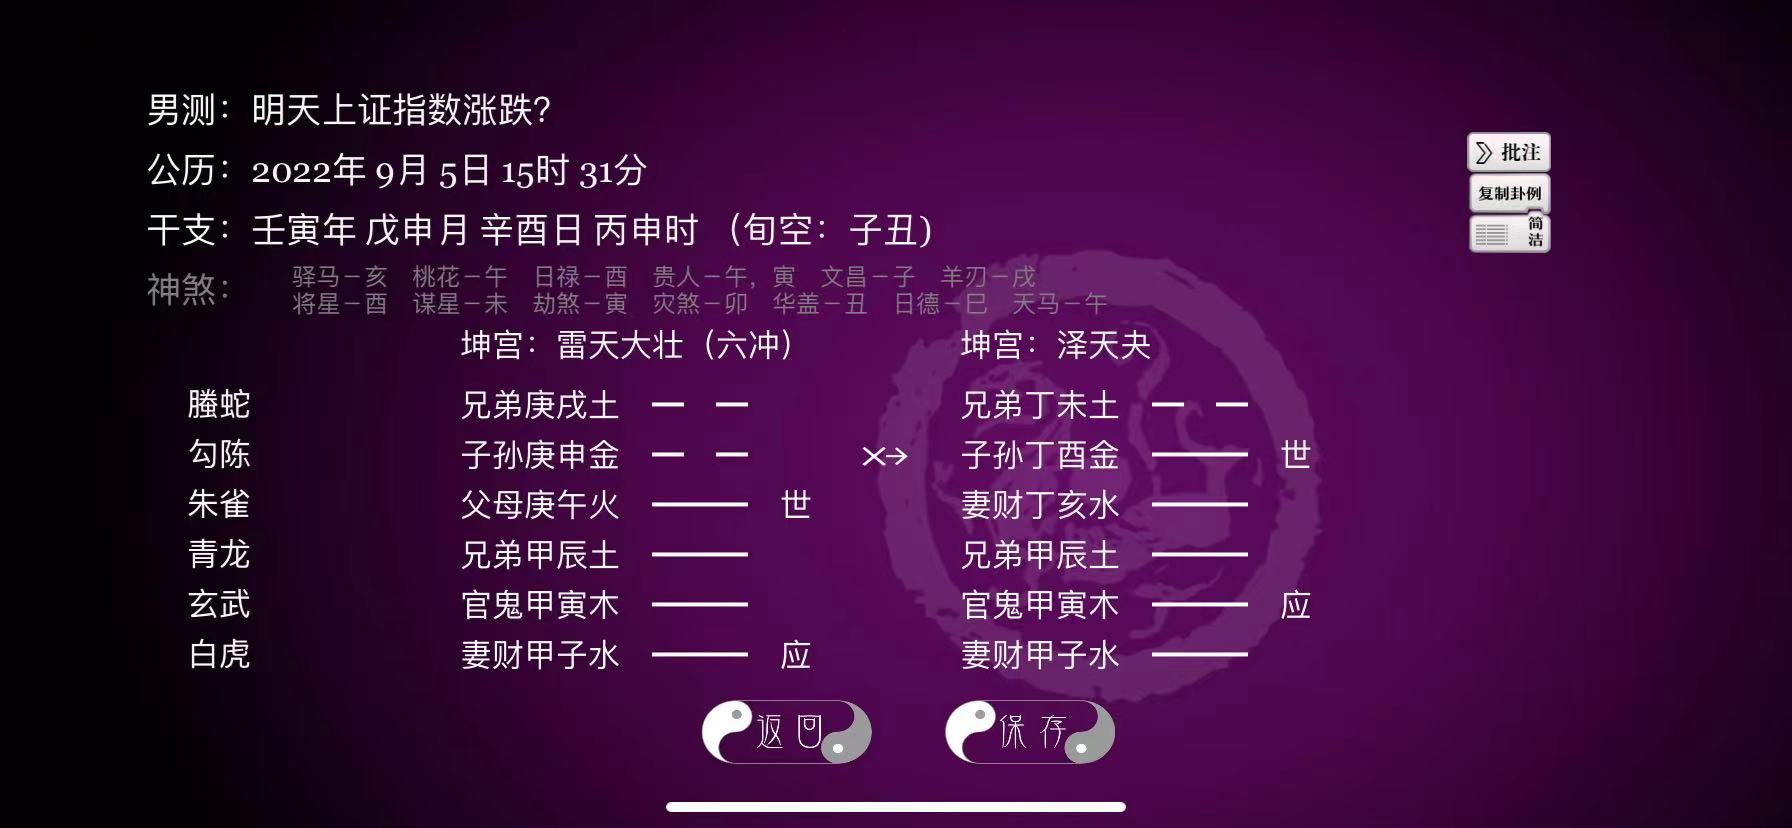 男测：明天上证指数涨跌？
公历：2022年 9月 5日 15时 31分
干支：壬寅年 戊申月 辛酉日 丙申时 （旬空：子丑）
神煞： 驿马－亥 桃花－午 日禄－酉 贵人－午，寅 文昌－子 羊刃－戌
将星－酉 谋星－未 劫煞－寅 灾煞－卯 华盖－丑 日德－巳 天马－午
批注
复制卦例
简洁
坤宫：雷天大壮（六冲） 坤宫：泽天夬
螣蛇 兄弟庚戌土 兄弟丁未土
勾陈 子孙庚申金 ×→ 子孙丁酉金 世
朱雀 父母庚午火 世 妻财丁亥水
青龙 兄弟甲辰土 兄弟甲辰土
玄武 官鬼甲寅木 官鬼甲寅木 应
白虎 妻财甲子水 应 妻财甲子水
返回 保存